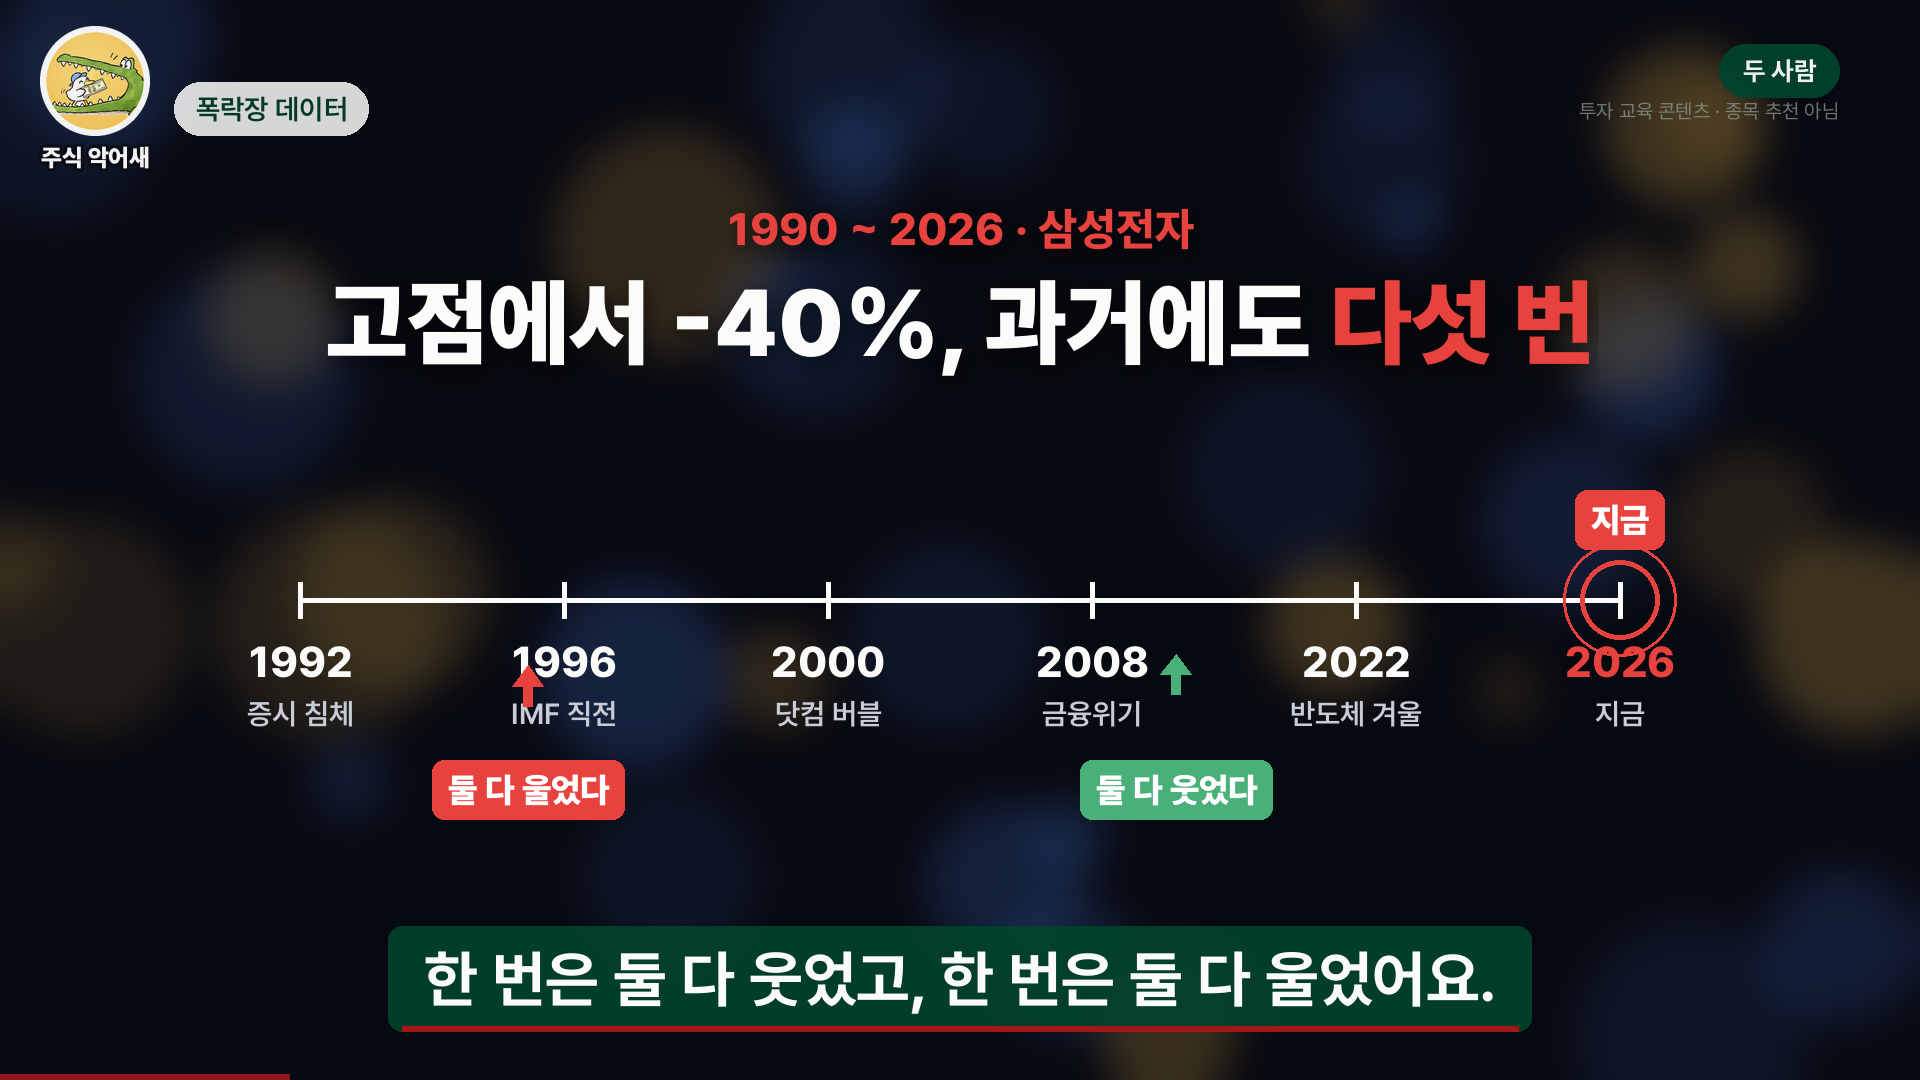 주식 악어새
폭락장 데이터
두 사람
투자 교육 콘텐츠 · 종목 추천 아님
1990 ~ 2026 · 삼성전자
고점에서 -40%, 과거에도 다섯 번
지금
1992
증시 침체
1996
IMF 직전
2000
닷컴 버블
2008
금융위기
2022
반도체 겨울
2026
지금
둘 다 울었다
둘 다 웃었다
한 번은 둘 다 웃었고, 한 번은 둘 다 울었어요.